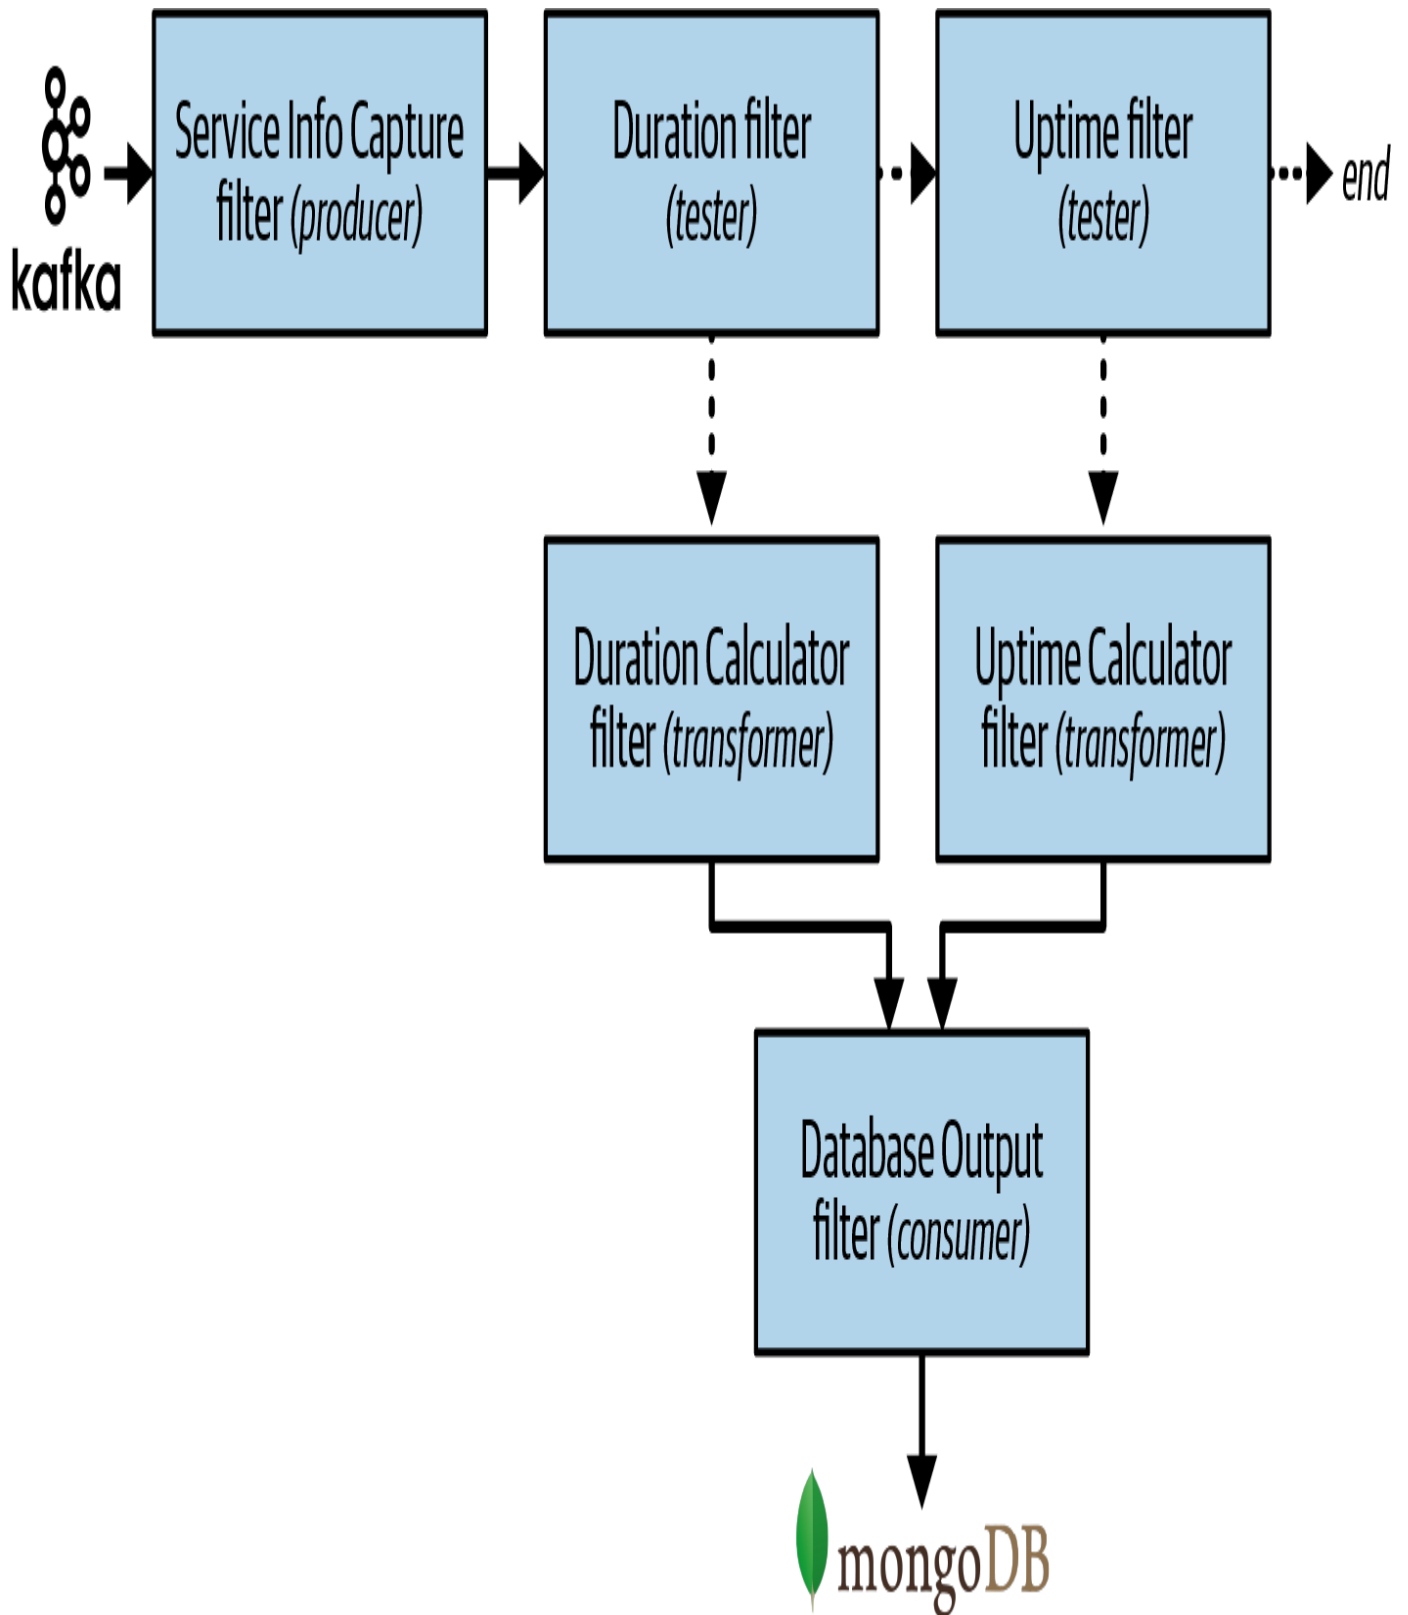 Service Info Capture
filter (producer)
Duration filter
(tester)
Uptime filter
(tester)
end
kafka
Duration Calculator
filter (transformer)
Uptime Calculator
filter (transformer)
Database Output
filter (consumer)
mongoDB